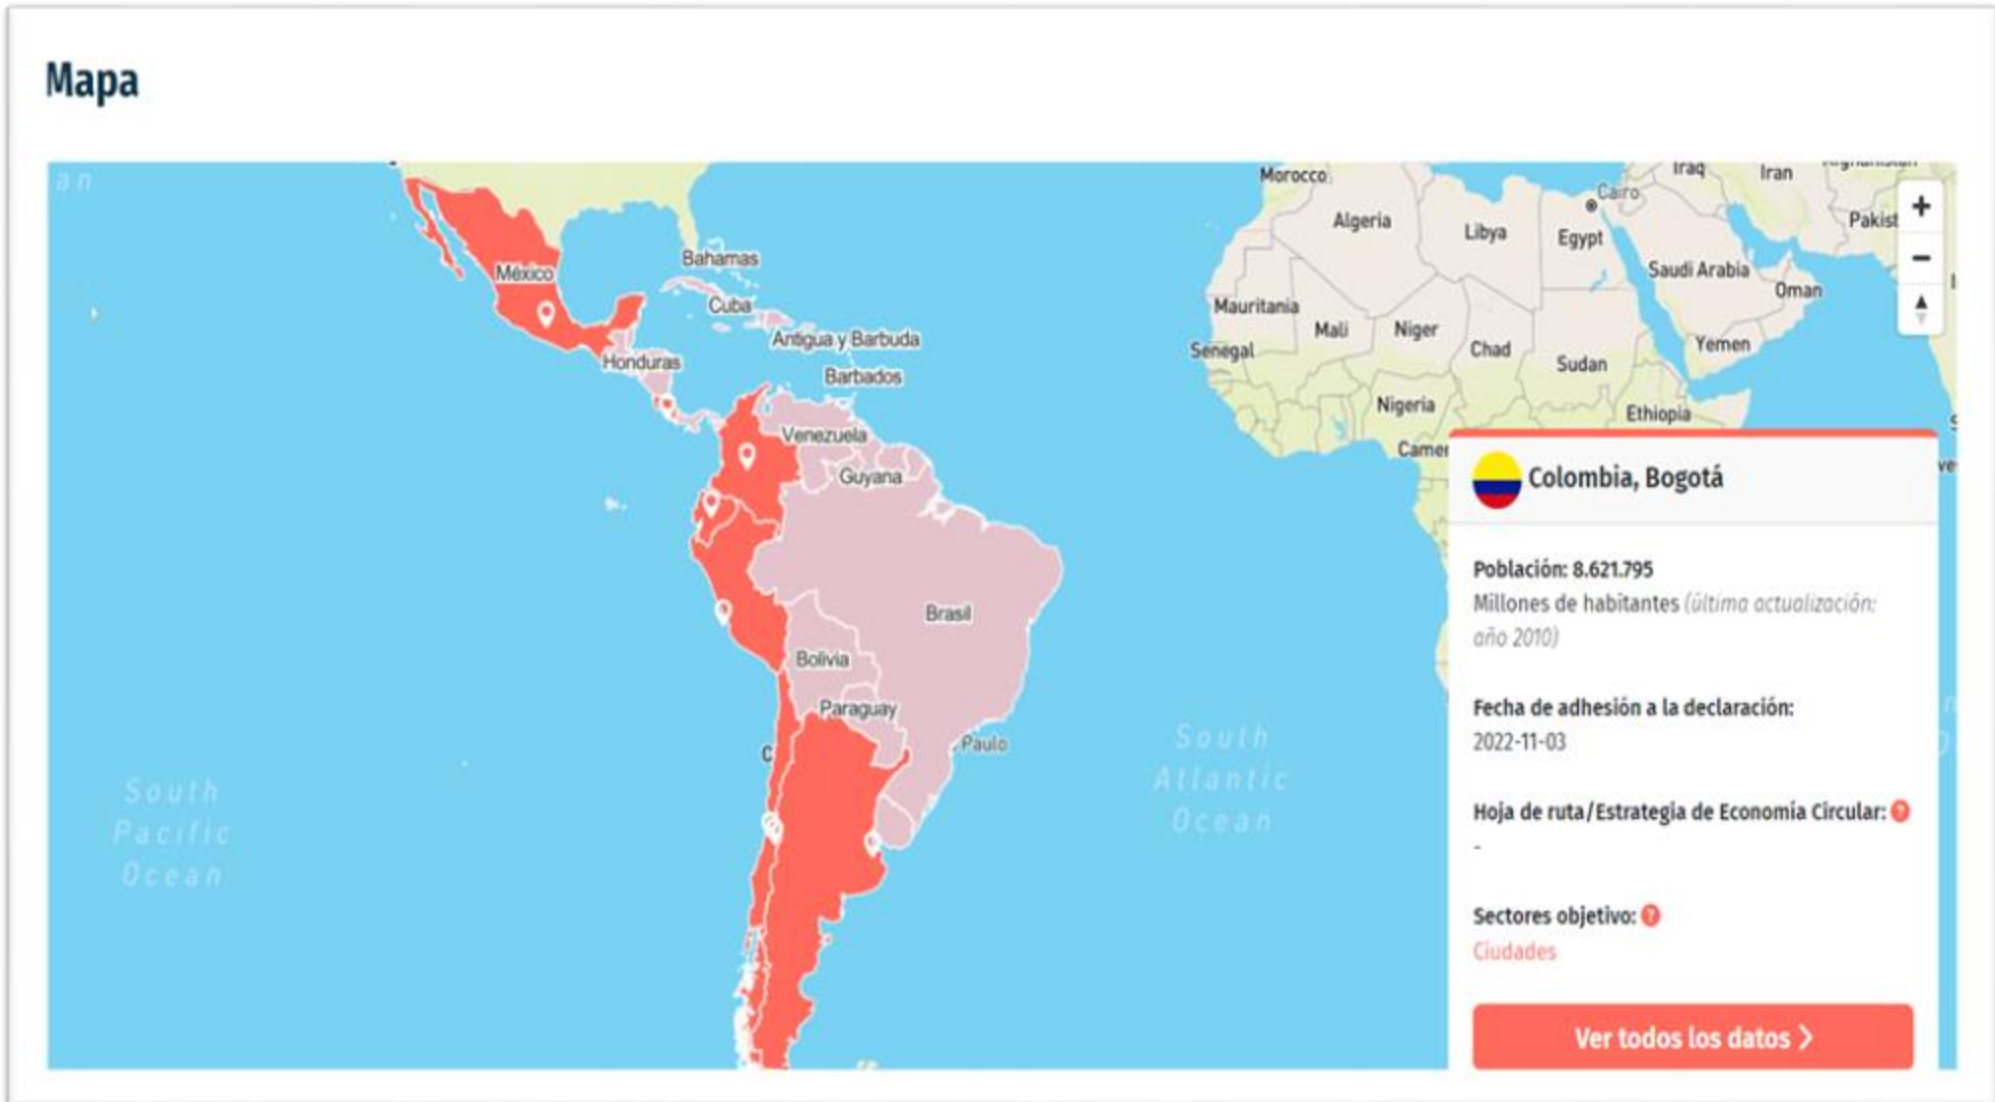 Mapa
an
Morocco
Algeria
Libya
Cairo
Egypt
Iraq
Iran
Pakist
Saudi Arabia
Oman
Yemen
Mauritania
Mali
Niger
Chad
Sudan
Senegal
Nigeria
Ethiopia
Camer
México
Bahamas
Cuba
Antigua y Barbuda
Honduras
Barbados
Venezuela
Guyana
Brasil
Bolivia
Paraguay
Paulo
C
South
Pacific
Ocean
South
Atlantic
Ocean
+
−
Colombia, Bogotá
Población: 8.621.795
Millones de habitantes (última actualización:
año 2010)
Fecha de adhesión a la declaración:
2022-11-03
Hoja de ruta/Estrategia de Economía Circular: ?
-
Sectores objetivo: ?
Ciudades
Ver todos los datos >